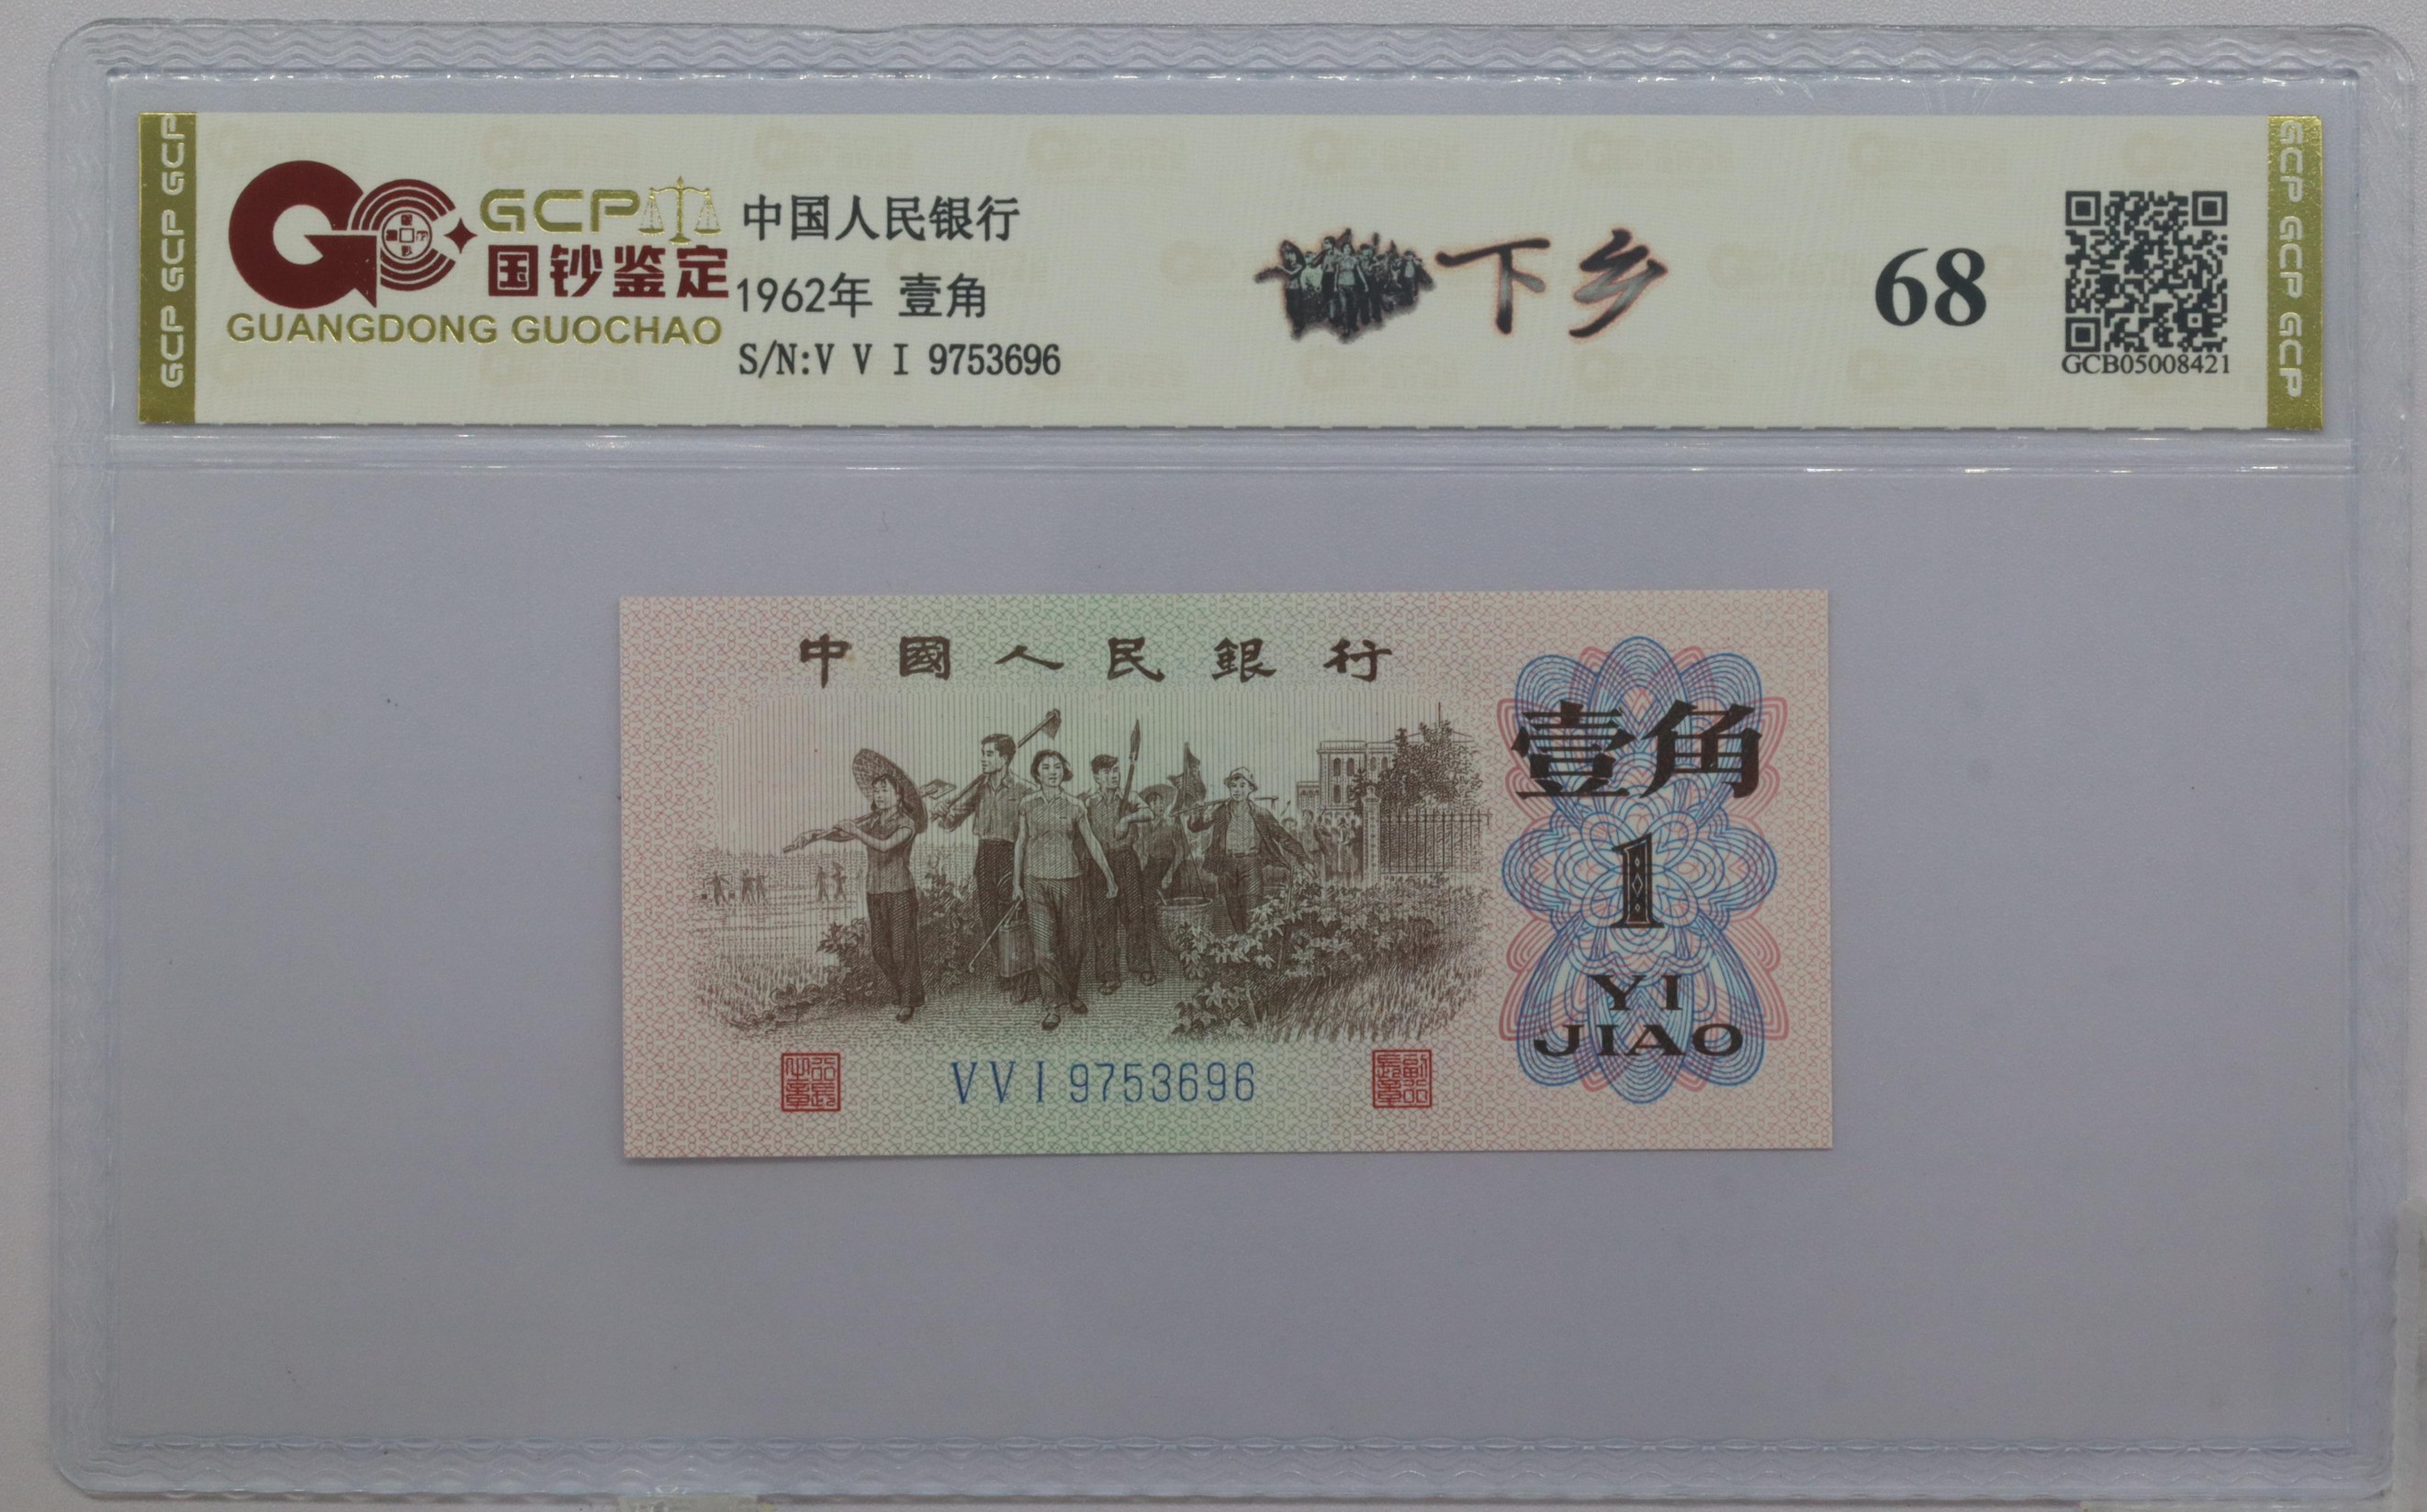 GCP GCP GCP
GCP
国钞鉴定
GUANGDONG GUOCHAO
中国人民银行
1962年 壹角
S/N:V V I 9753696
下乡
68
GCB05008421
GCP GCP GCP
中國人民銀行
壹角
1
YI
JIAO
VVI9753696